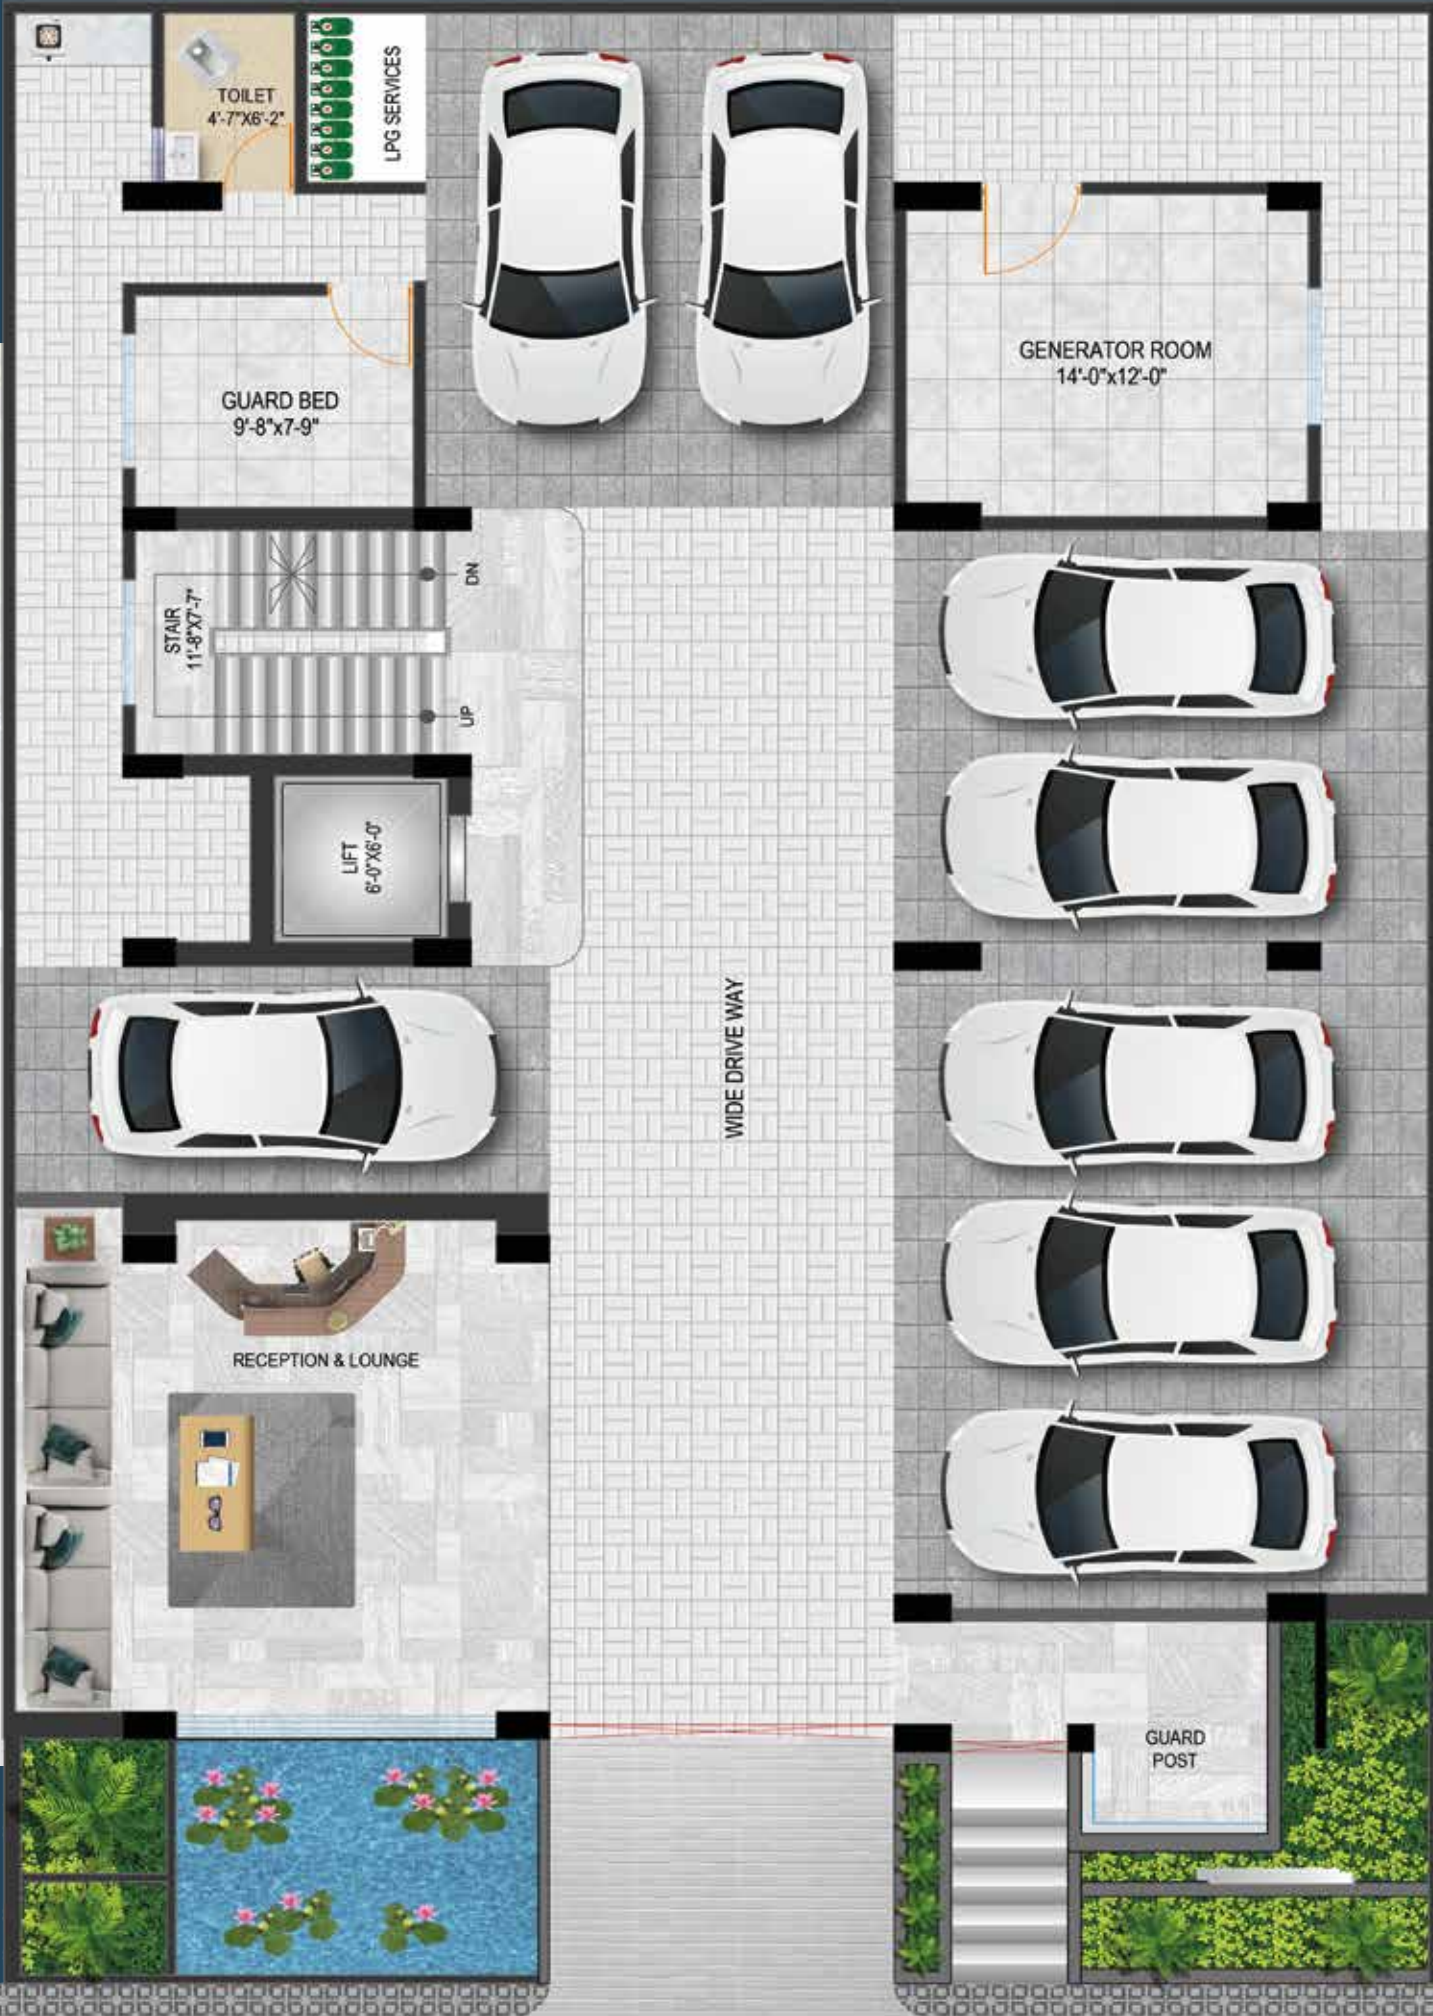 TOILET
4'-7"X6'-2"
LPG SERVICES
GENERATOR ROOM
14'-0"x12'-0"
GUARD BED
9'-8"x7-9"
STAIR
11'-8"X7'-7"
DN
UP
LIFT
6'-0"X6'-0"
WIDE DRIVE WAY
RECEPTION & LOUNGE
GUARD
POST